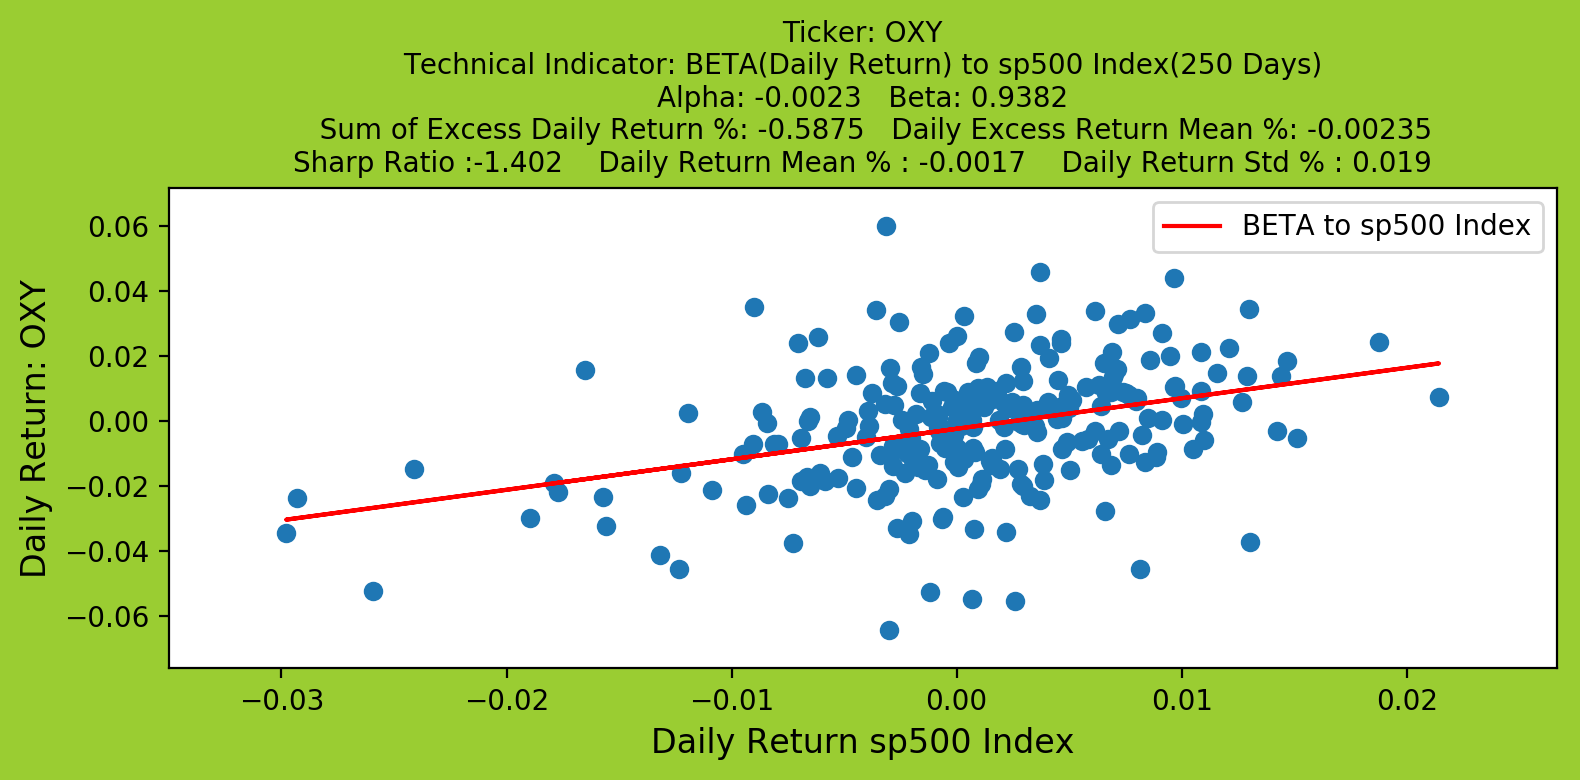 Ticker: OXY
Technical Indicator: BETA(Daily Return) to sp500 Index(250 Days)
Alpha: -0.0023   Beta: 0.9382
Sum of Excess Daily Return %: -0.5875   Daily Excess Return Mean %: -0.00235
Sharp Ratio :-1.402    Daily Return Mean % : -0.0017    Daily Return Std % : 0.019
BETA to sp500 Index
Daily Return: OXY
0.06
0.04
0.02
0.00
−0.02
−0.04
−0.06
−0.03 −0.02 −0.01 0.00 0.01 0.02
Daily Return sp500 Index